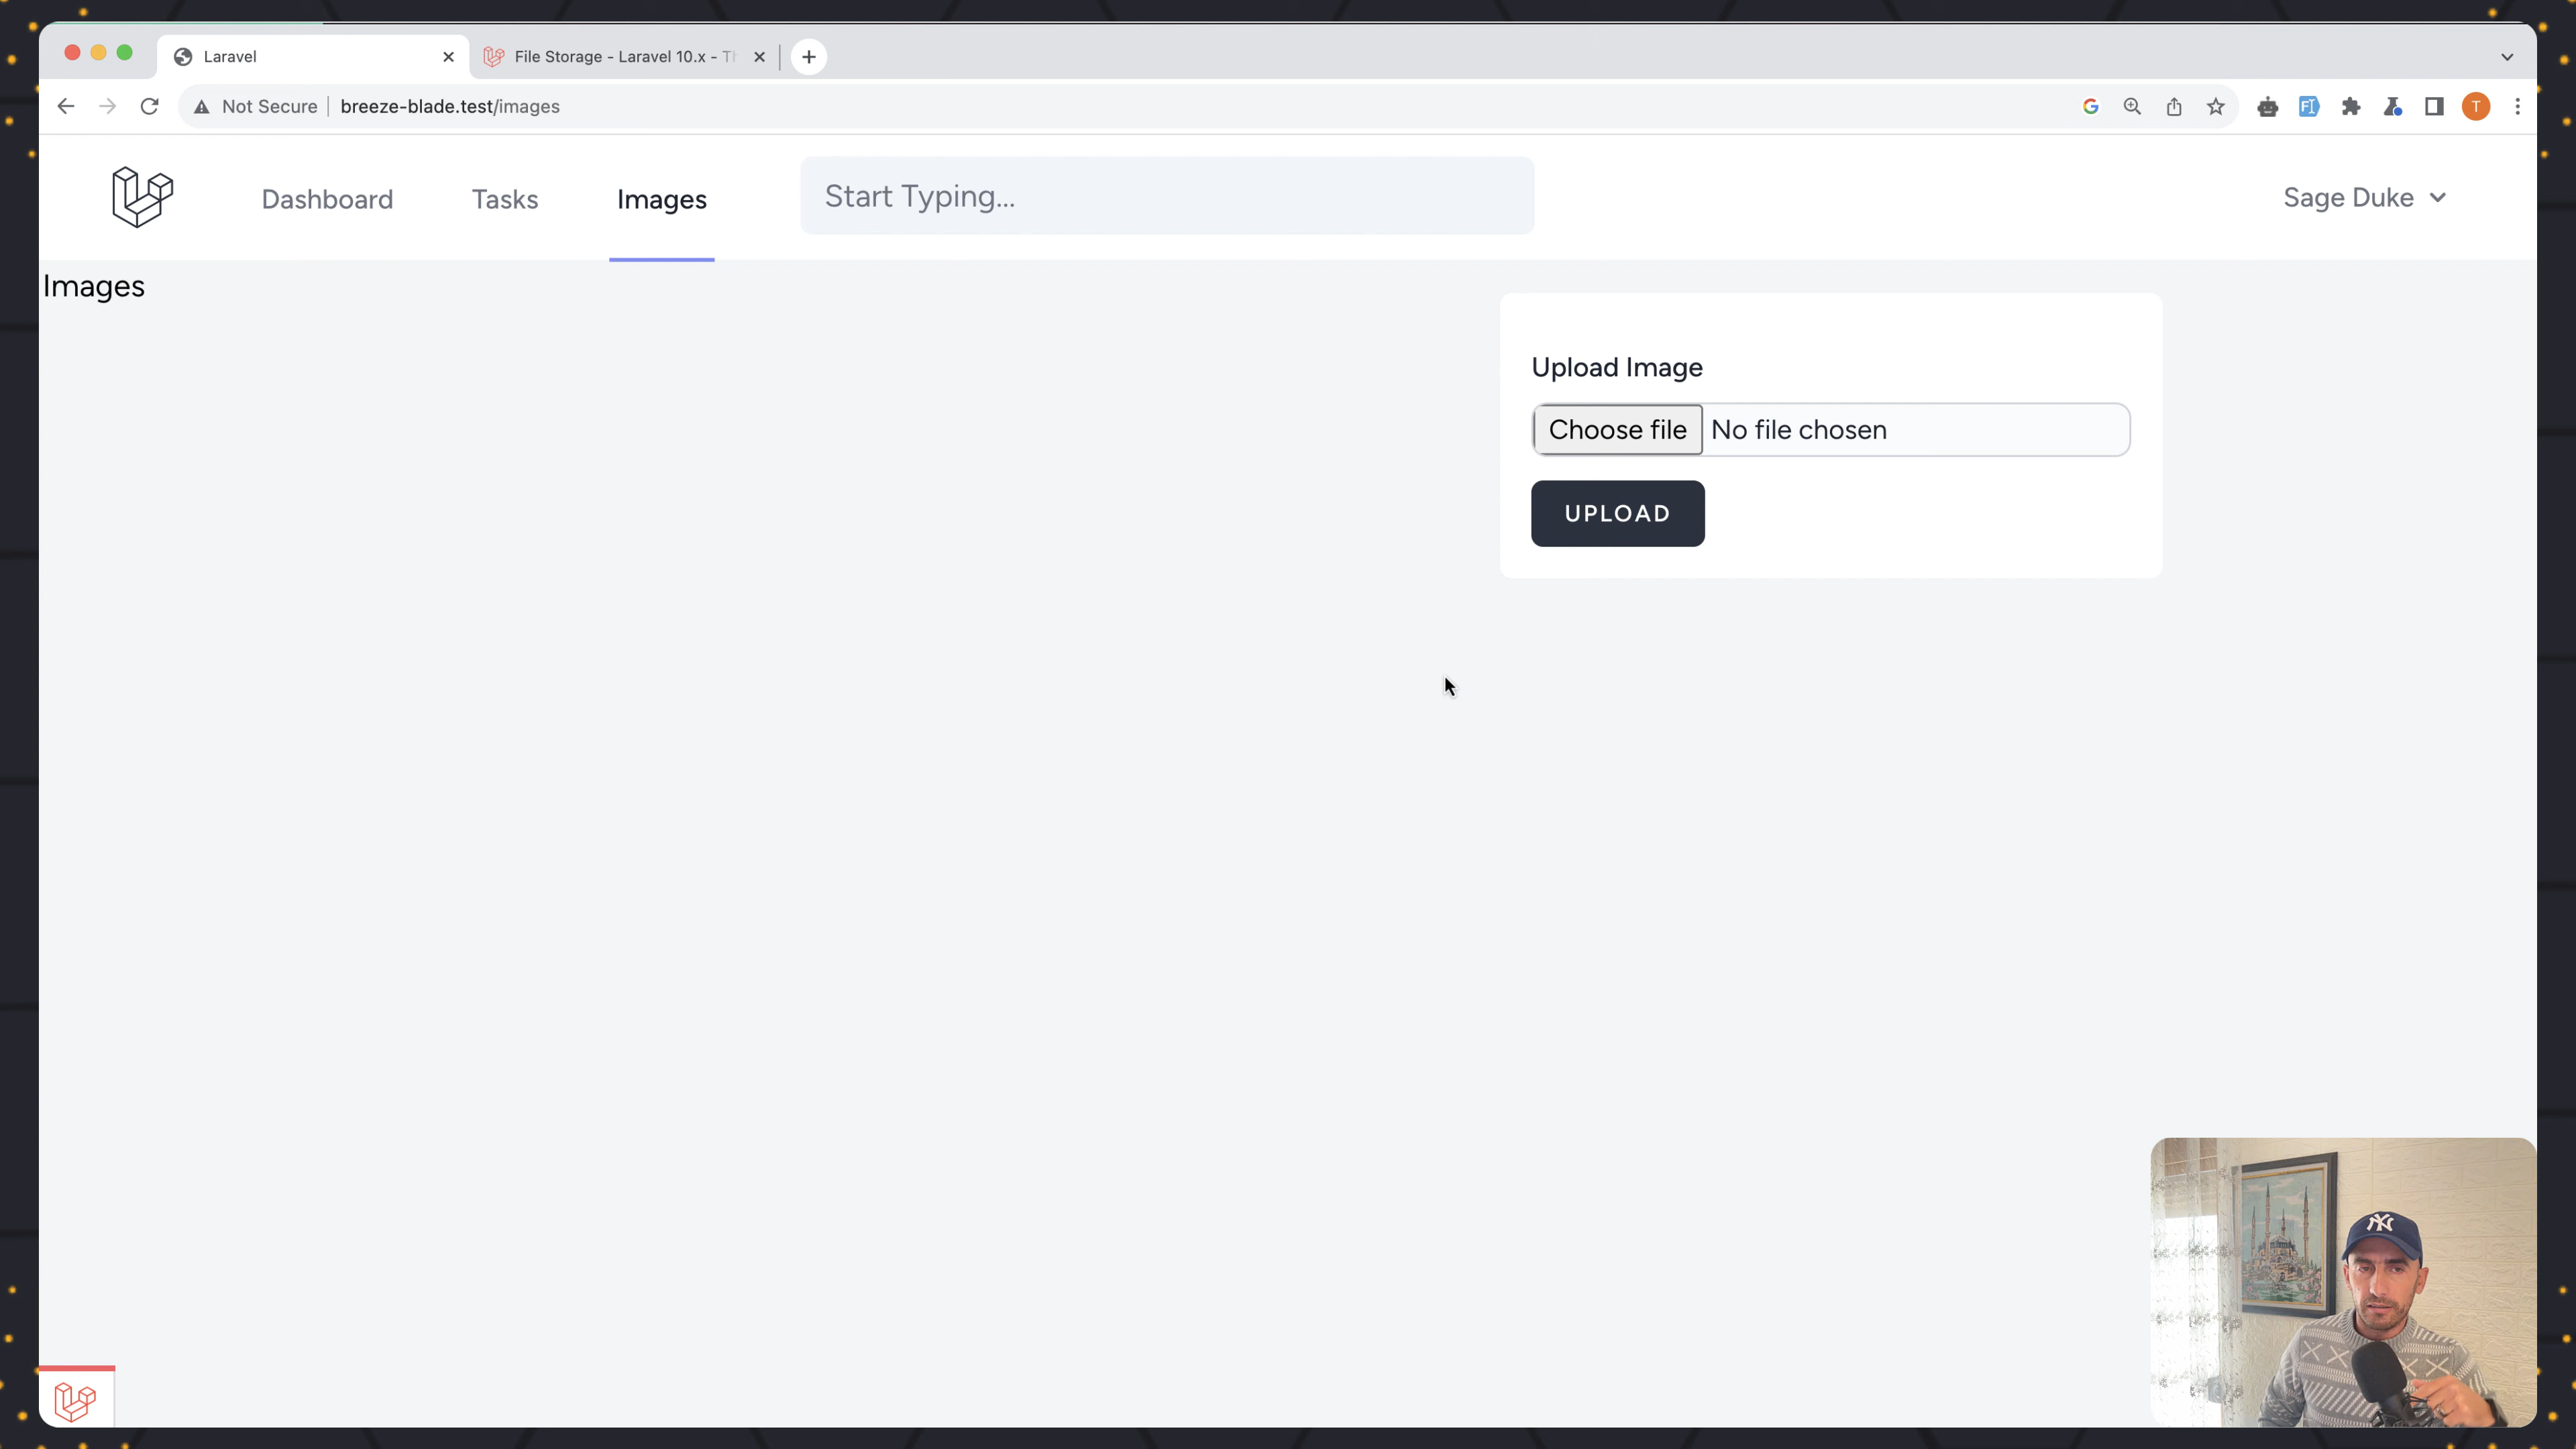 Laravel
File Storage - Laravel 10.x - Th
Not Secure
breeze-blade.test/images
T
Dashboard
Tasks
Images
Start Typing...
Sage Duke
Images
Upload Image
Choose file
No file chosen
UPLOAD